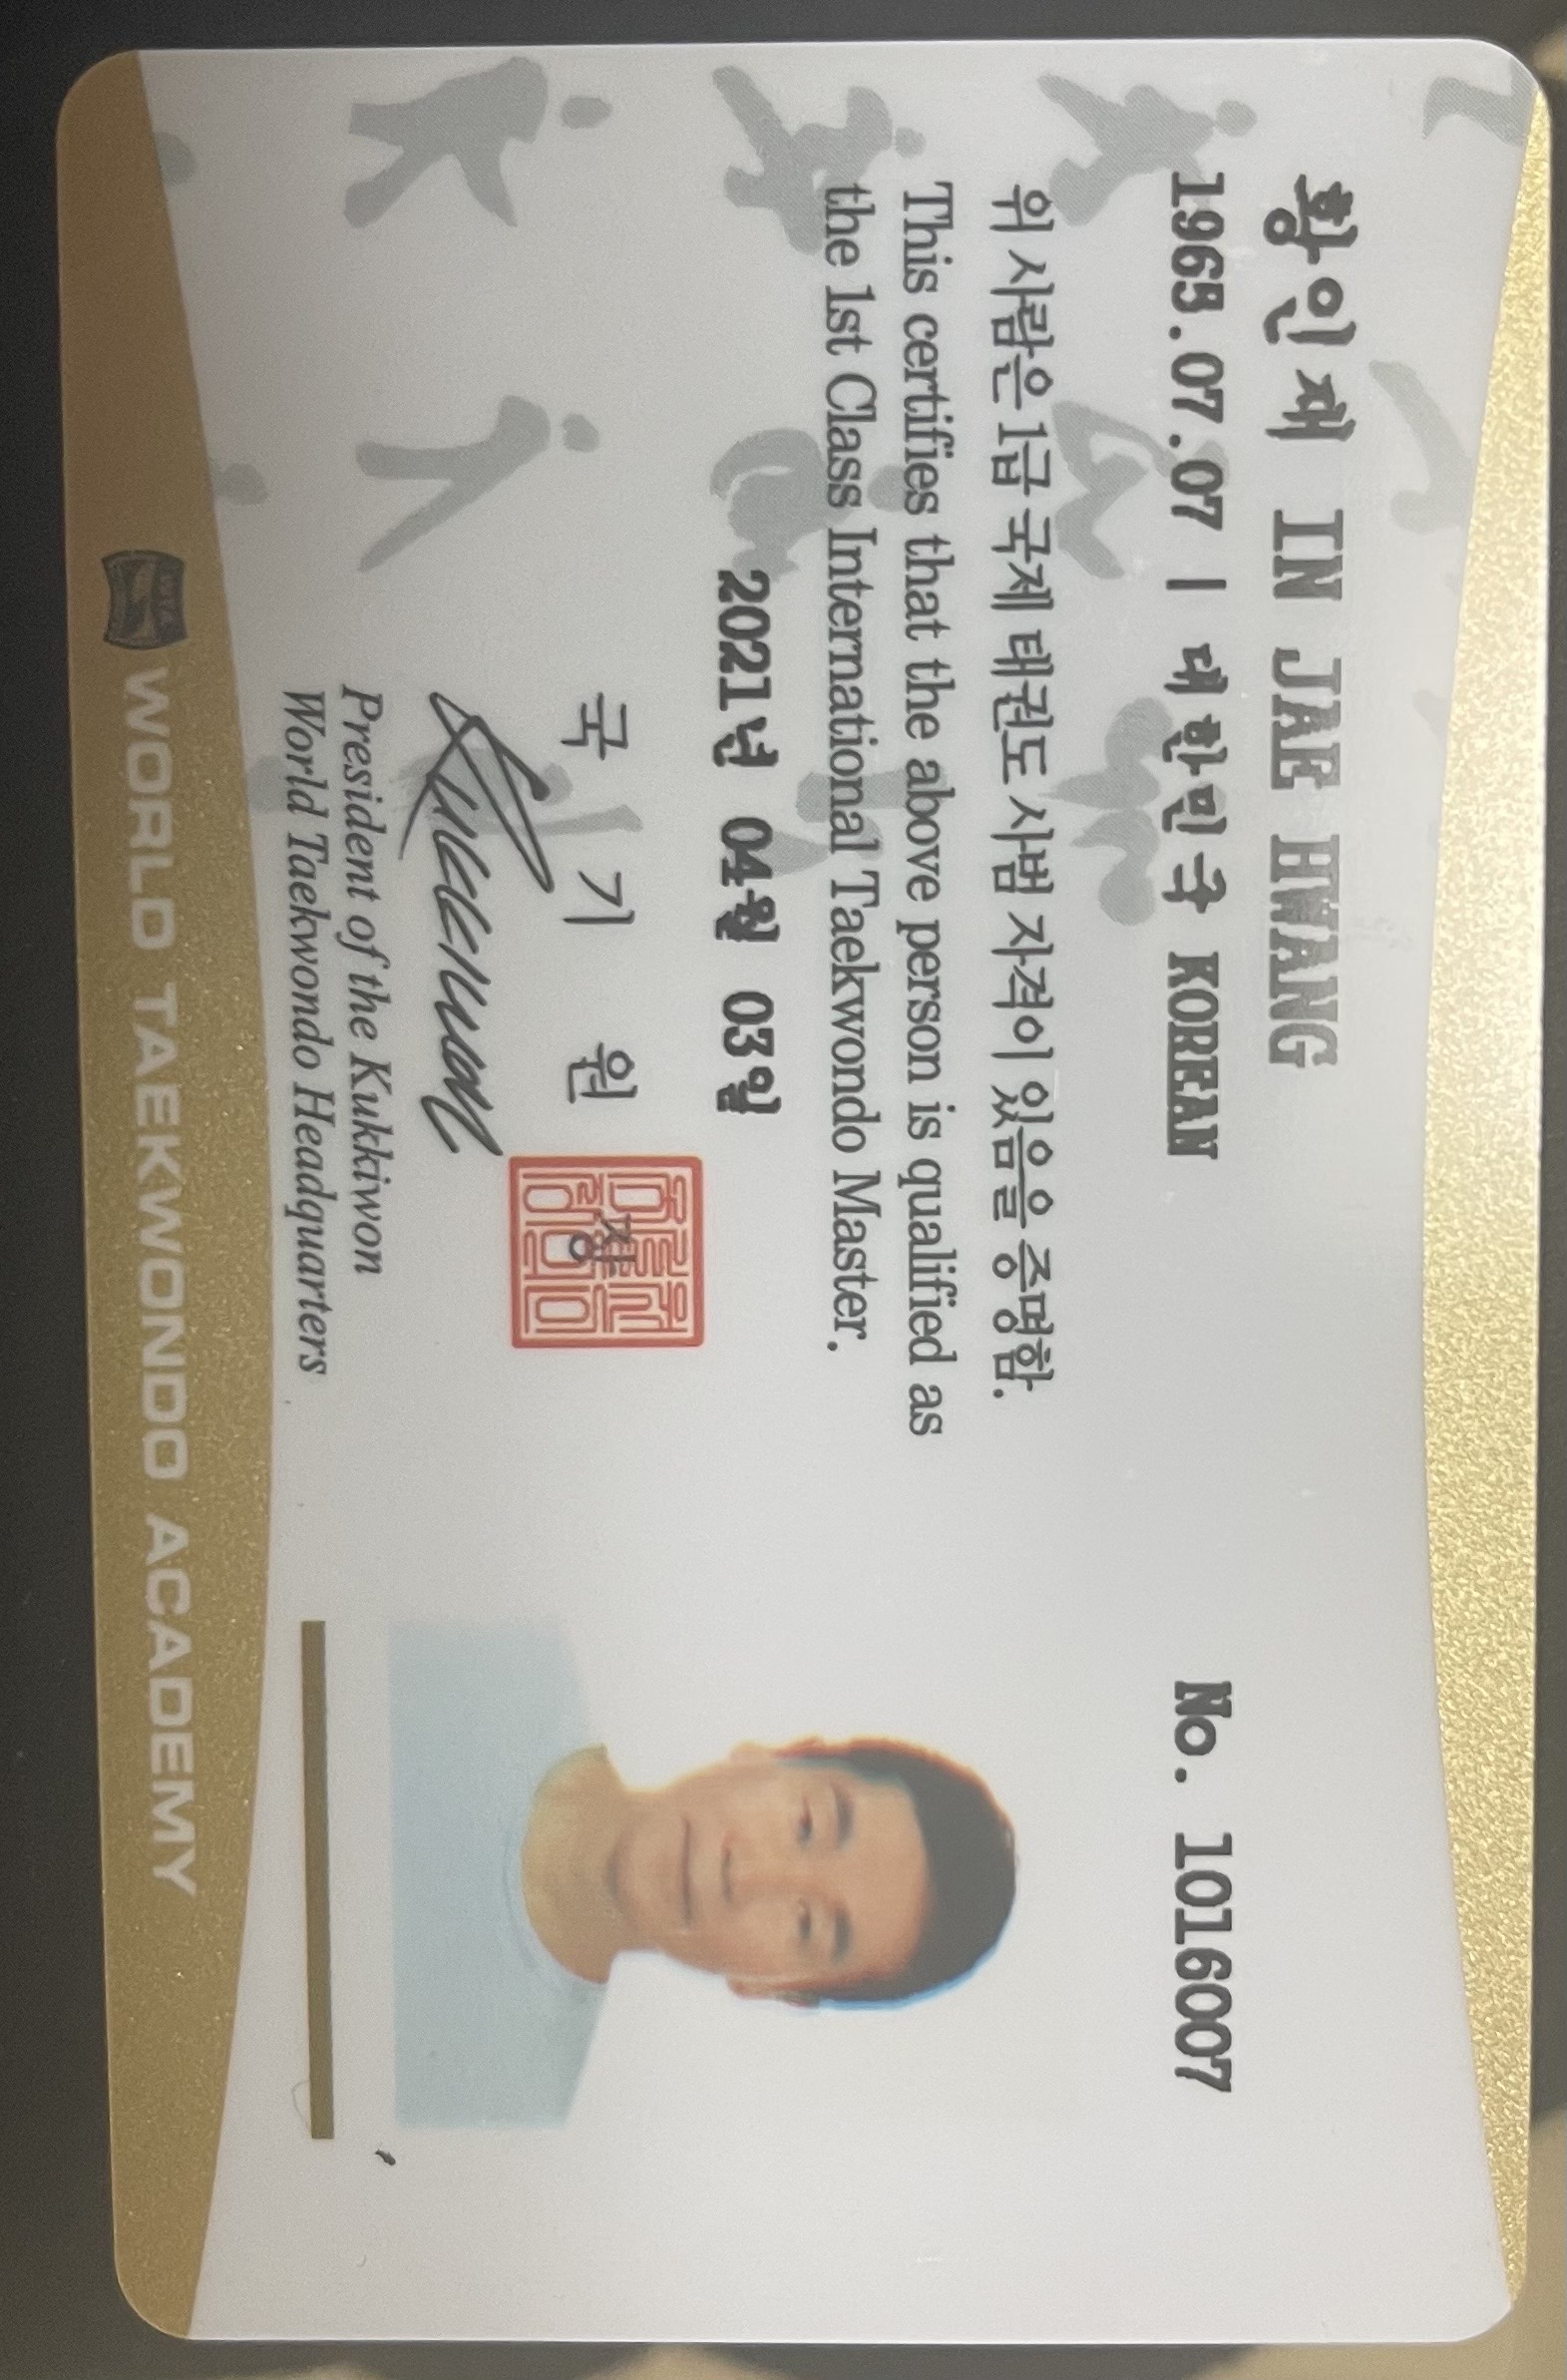 황인재 IN JAE HWANG
1965.07.07 | 대한민국 KOREAN
No. 1016007
위 사람은 1급 국제 태권도 사범 자격이 있음을 증명함.
This certifies that the above person is qualified as
the 1st Class International Taekwondo Master.
2021년 04월 03일
국 기 원 장
President of the Kukkiwon
World Taekwondo Headquarters
WORLD TAEKWONDO ACADEMY